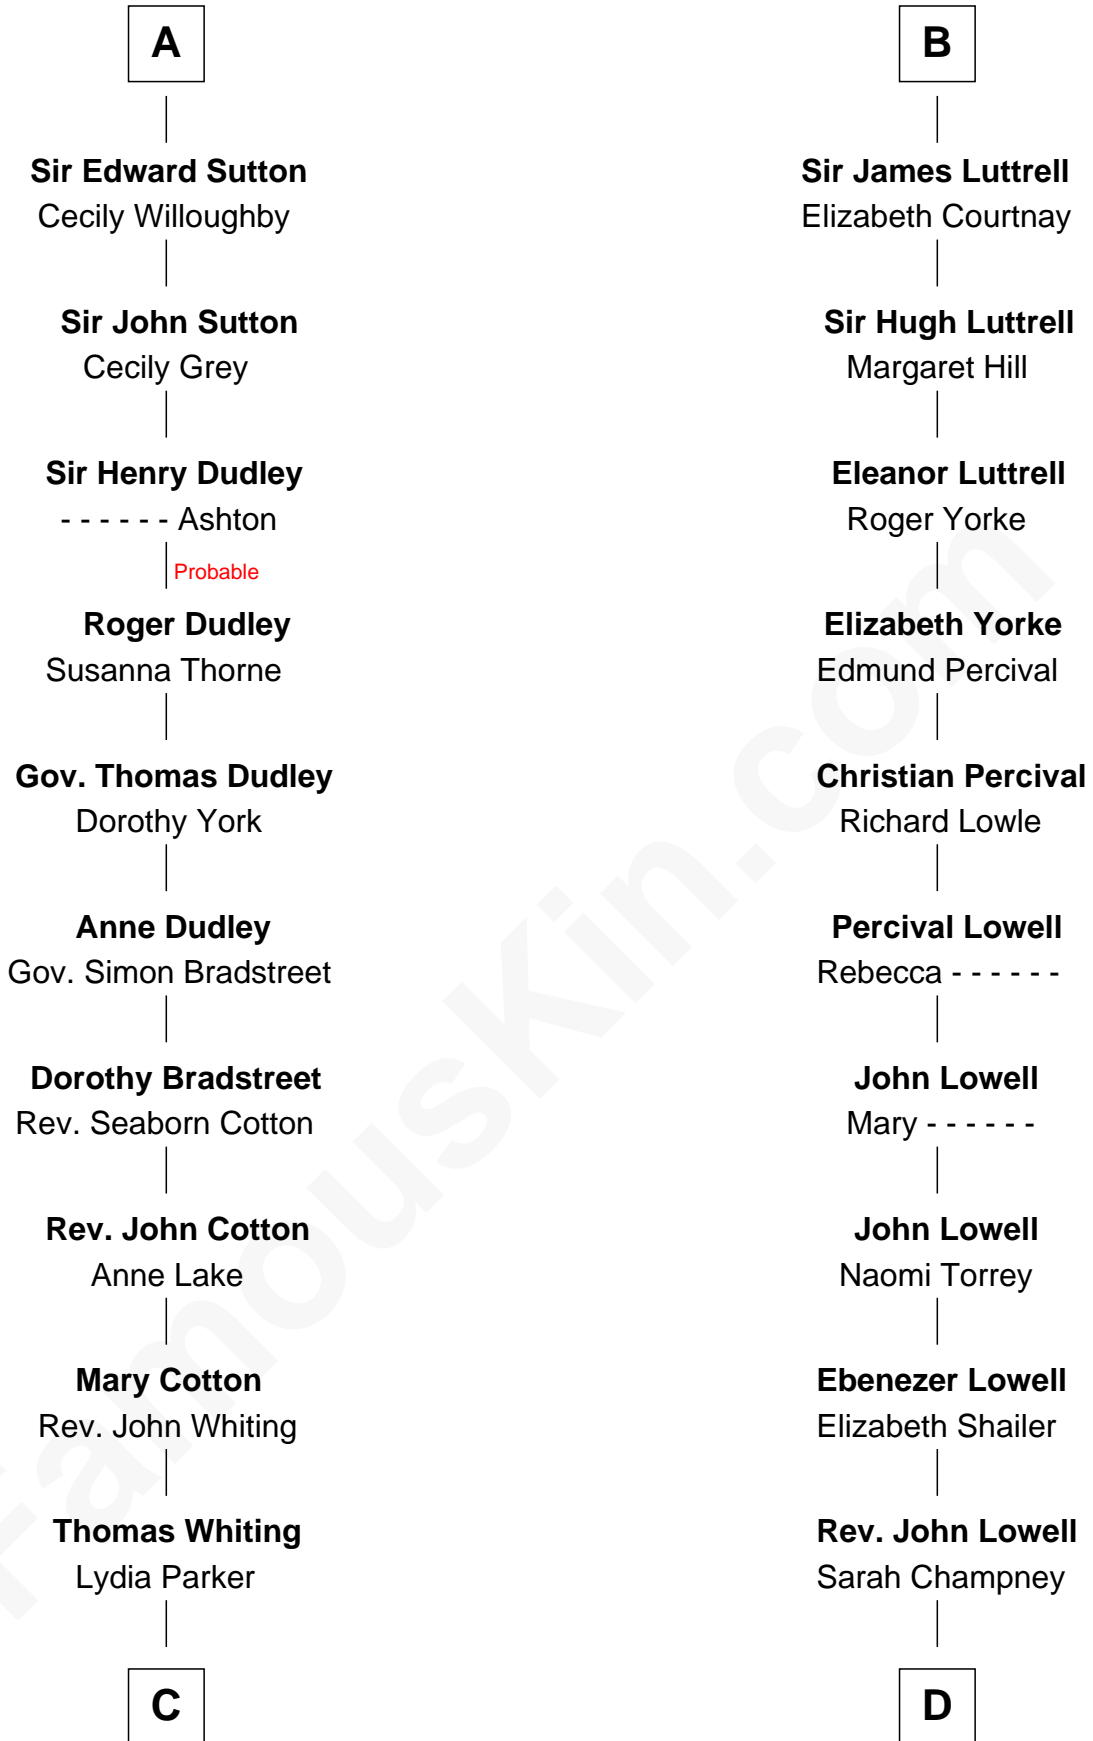 A
Sir Edward Sutton
Cecily Willoughby
Sir John Sutton
Cecily Grey
Sir Henry Dudley
- - - - - - Ashton
Probable
Roger Dudley
Susanna Thorne
Gov. Thomas Dudley
Dorothy York
Anne Dudley
Gov. Simon Bradstreet
Dorothy Bradstreet
Rev. Seaborn Cotton
Rev. John Cotton
Anne Lake
Mary Cotton
Rev. John Whiting
Thomas Whiting
Lydia Parker
C
B
Sir James Luttrell
Elizabeth Courtnay
Sir Hugh Luttrell
Margaret Hill
Eleanor Luttrell
Roger Yorke
Elizabeth Yorke
Edmund Percival
Christian Percival
Richard Lowle
Percival Lowell
Rebecca - - - - - -
John Lowell
Mary - - - - - -
John Lowell
Naomi Torrey
Ebenezer Lowell
Elizabeth Shailer
Rev. John Lowell
Sarah Champney
D
FamousKin.com